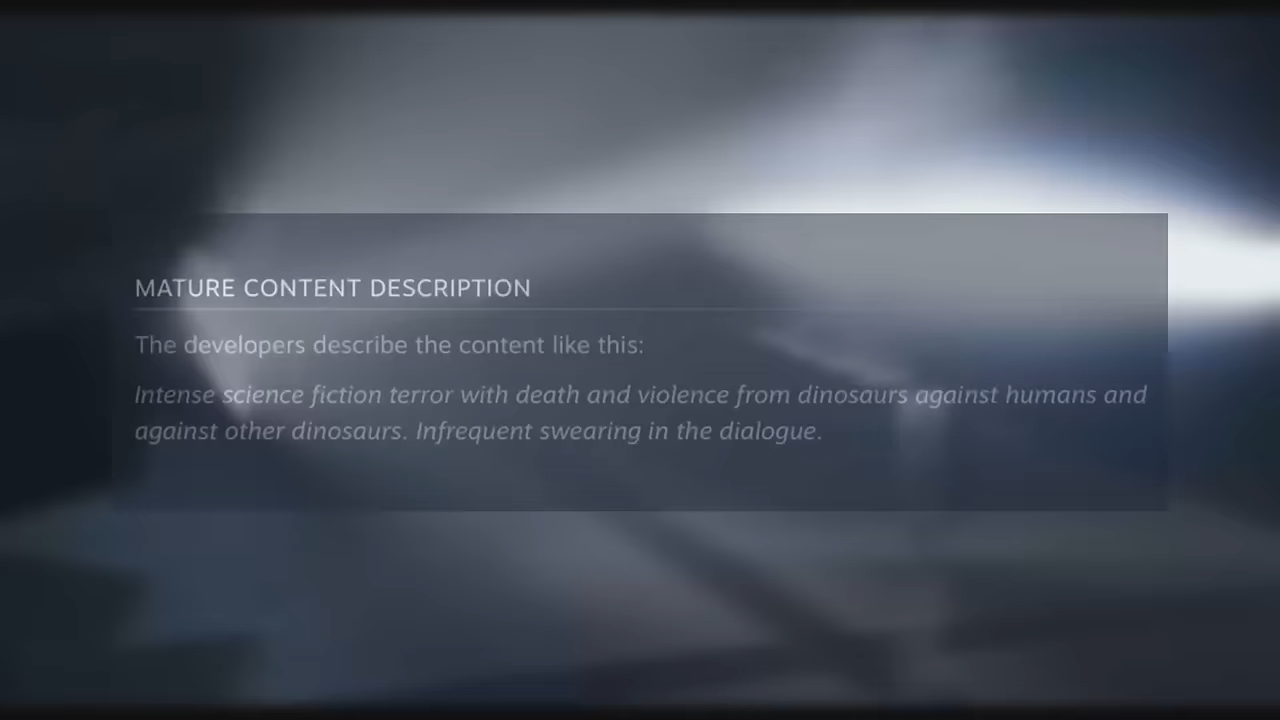 MATURE CONTENT DESCRIPTION
The developers describe the content like this:
Intense science fiction terror with death and violence from dinosaurs against humans and
against other dinosaurs. Infrequent swearing in the dialogue.